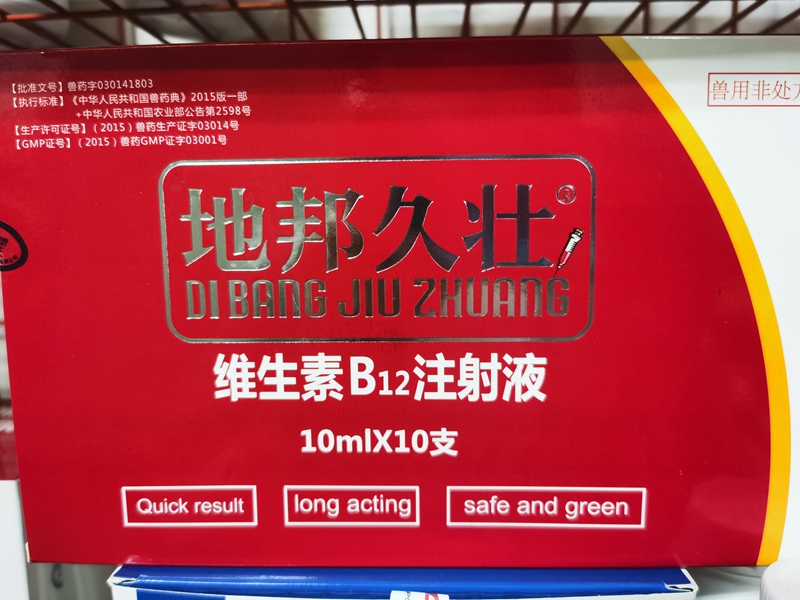 【批准文号】兽药字030141803
【执行标准】《中华人民共和国兽药典》2015版一部
+中华人民共和国农业部公告第2598号
【生产许可证号】（2015）兽药生产证字03014号
【GMP证号】（2015）兽药GMP证字03001号
兽用非处方
地邦久壮®
DI BANG JIU ZHUANG
维生素B12注射液
10mlX10支
Quick result
long acting
safe and green